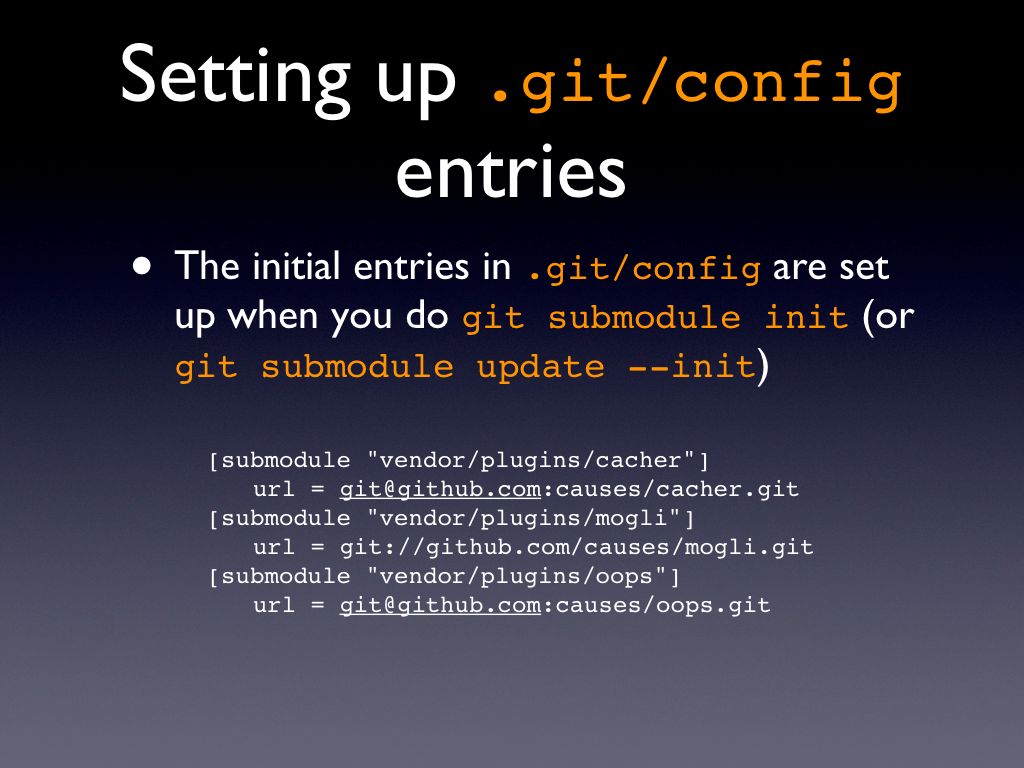 Setting up .git/config
entries
• The initial entries in .git/config are set
up when you do git submodule init (or
git submodule update --init)
[submodule "vendor/plugins/cacher"]
url = git@github.com:causes/cacher.git
[submodule "vendor/plugins/mogli"]
url = git://github.com/causes/mogli.git
[submodule "vendor/plugins/oops"]
url = git@github.com:causes/oops.git